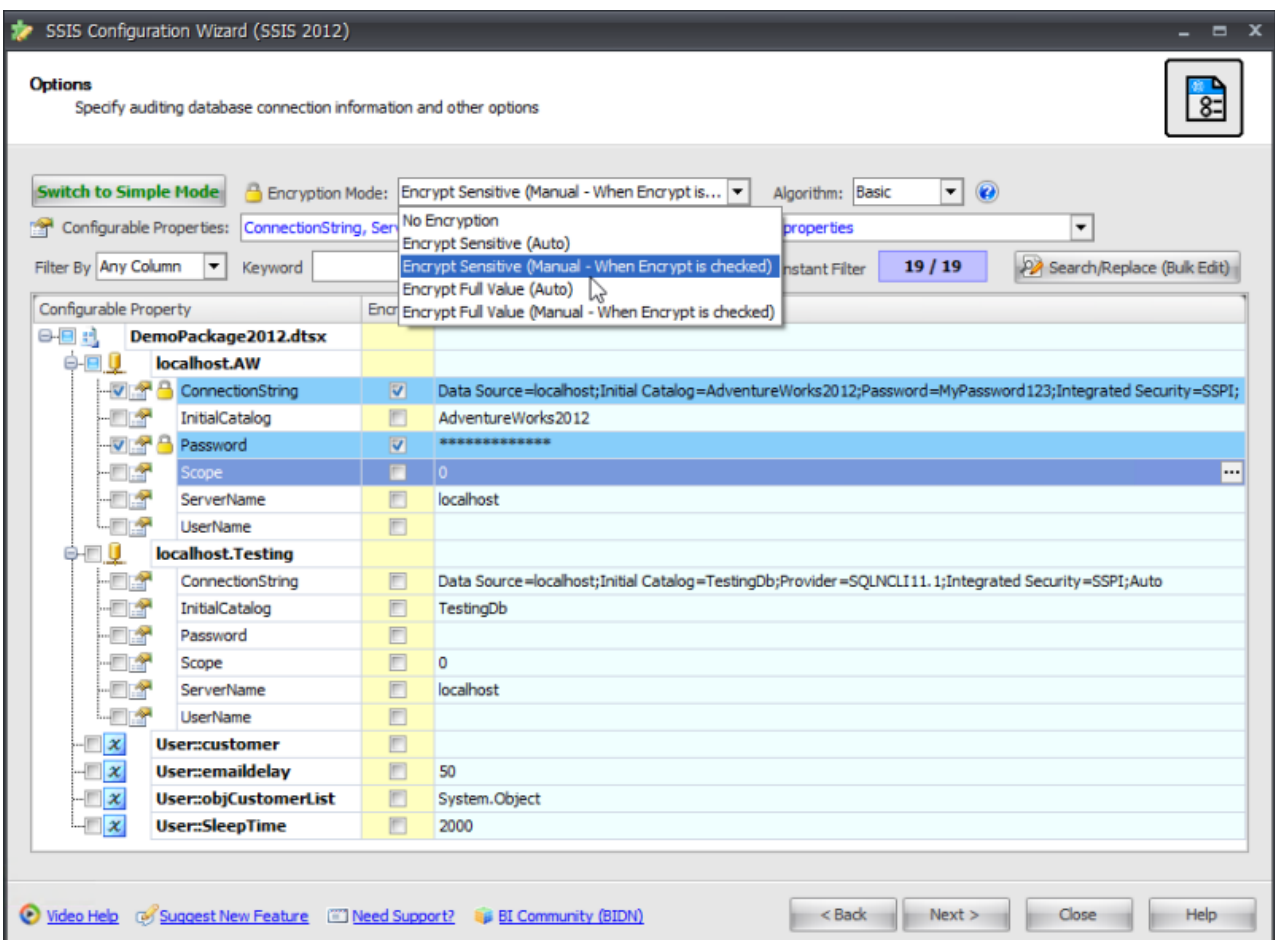 SSIS Configuration Wizard (SSIS 2012)
Options
Specify auditing database connection information and other options
Switch to Simple Mode Encryption Mode: Encrypt Sensitive (Manual - When Encrypt is... Algorithm: Basic
No Encryption
Configurable Properties: ConnectionString, properties
Encrypt Sensitive (Auto)
Filter By Any Column Keyword Encrypt Sensitive (Manual - When Encrypt is checked) nstant Filter 19 / 19 Search/Replace (Bulk Edit)
Encrypt Full Value (Auto)
Configurable Property Encr Encrypt Full Value (Manual - When Encrypt is checked)
DemoPackage2012.dtsx
localhost.AW
ConnectionString Data Source=localhost;Initial Catalog=AdventureWorks2012;Password=MyPassword123;Integrated Security=SSPI;
InitialCatalog AdventureWorks2012
Password *************
Scope 0 ...
ServerName localhost
UserName
localhost.Testing
ConnectionString Data Source=localhost;Initial Catalog=TestingDb;Provider=SQLNCLI11.1;Integrated Security=SSPI;Auto
InitialCatalog TestingDb
Password
Scope 0
ServerName localhost
UserName
User::customer
User::emaildelay 50
User::objCustomerList System.Object
User::SleepTime 2000
Video Help Suggest New Feature Need Support? BI Community (BIDN) < Back Next > Close Help